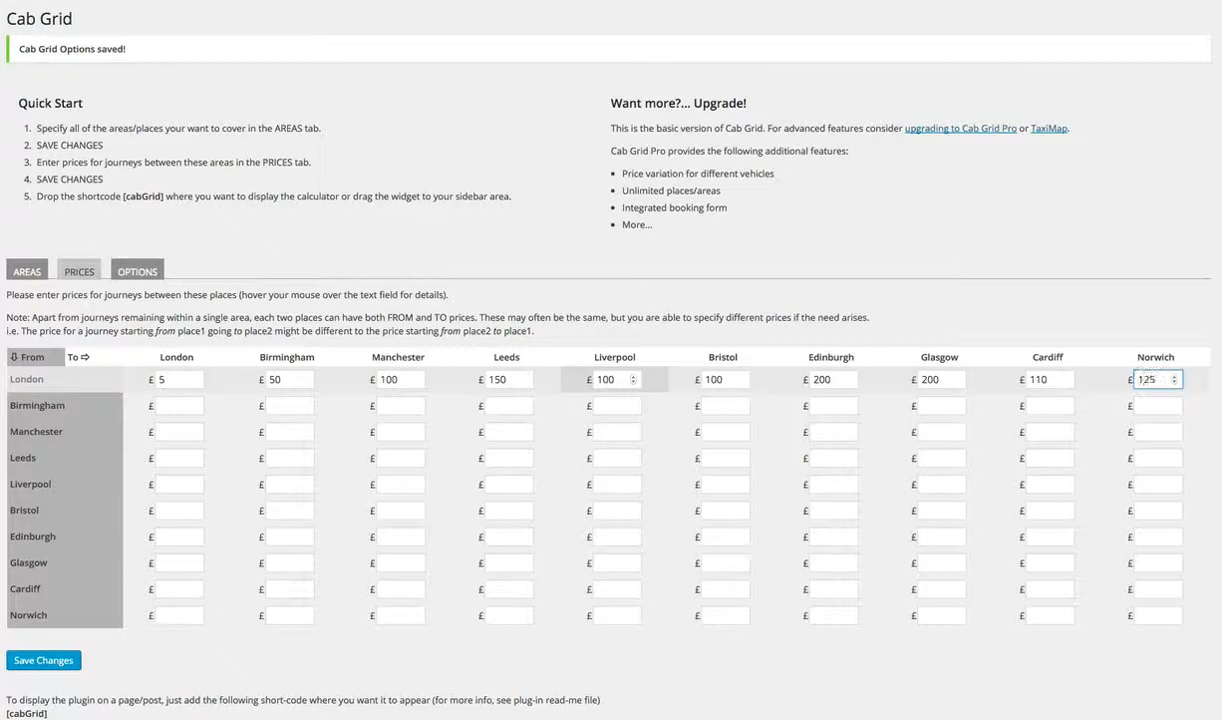 Cab Grid
Cab Grid Options saved!
Quick Start
1. Specify all of the areas/places your want to cover in the AREAS tab.
2. SAVE CHANGES
3. Enter prices for journeys between these areas in the PRICES tab.
4. SAVE CHANGES
5. Drop the shortcode [cabGrid] where you want to display the calculator or drag the widget to your sidebar area.
Want more?... Upgrade!
This is the basic version of Cab Grid. For advanced features consider upgrading to Cab Grid Pro or TaxiMap.
Cab Grid Pro provides the following additional features:
• Price variation for different vehicles
• Unlimited places/areas
• Integrated booking form
• More...
AREAS PRICES OPTIONS
Please enter prices for journeys between these places (hover your mouse over the text field for details).
Note: Apart from journeys remaining within a single area, each two places can have both FROM and TO prices. These may often be the same, but you are able to specify different prices if the need arises.
i.e. The price for a journey starting from place1 going to place2 might be different to the price starting from place2 to place1.
⇩ From To ⇨ London Birmingham Manchester Leeds Liverpool Bristol Edinburgh Glasgow Cardiff Norwich
London £ 5 £ 50 £ 100 £ 150 £ 100 £ 100 £ 200 £ 200 £ 110 £ 125
Birmingham £ £ £ £ £ £ £ £ £ £
Manchester £ £ £ £ £ £ £ £ £ £
Leeds £ £ £ £ £ £ £ £ £ £
Liverpool £ £ £ £ £ £ £ £ £ £
Bristol £ £ £ £ £ £ £ £ £ £
Edinburgh £ £ £ £ £ £ £ £ £ £
Glasgow £ £ £ £ £ £ £ £ £ £
Cardiff £ £ £ £ £ £ £ £ £ £
Norwich £ £ £ £ £ £ £ £ £ £
Save Changes
To display the plugin on a page/post, just add the following short-code where you want it to appear (for more info, see plug-in read-me file)
[cabGrid]